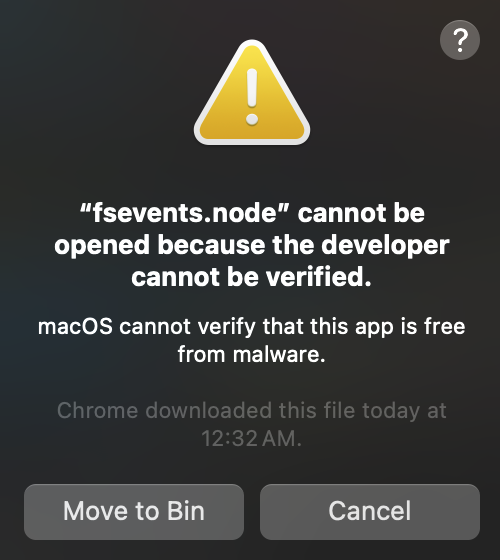 ?
“fsevents.node” cannot be
opened because the developer
cannot be verified.
macOS cannot verify that this app is free
from malware.
Chrome downloaded this file today at
12:32 AM.
Move to Bin
Cancel